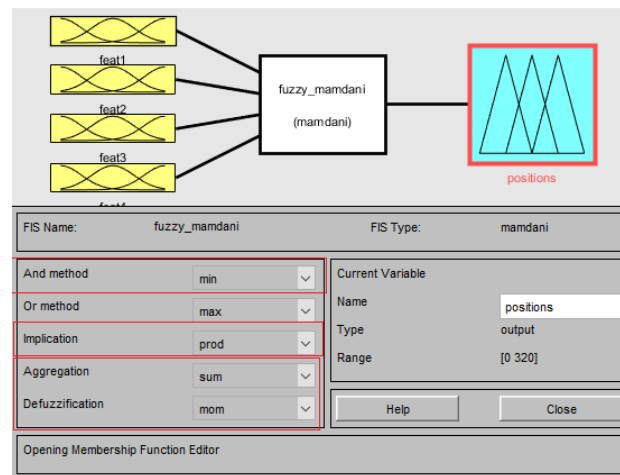 feat1
feat2
feat3
fuzzy_mamdani
(mamdani)
positions
FIS Name: fuzzy_mamdani FIS Type: mamdani
And method min
Or method max
Implication prod
Aggregation sum
Defuzzification mom
Current Variable
Name positions
Type output
Range [0 320]
Help Close
Opening Membership Function Editor